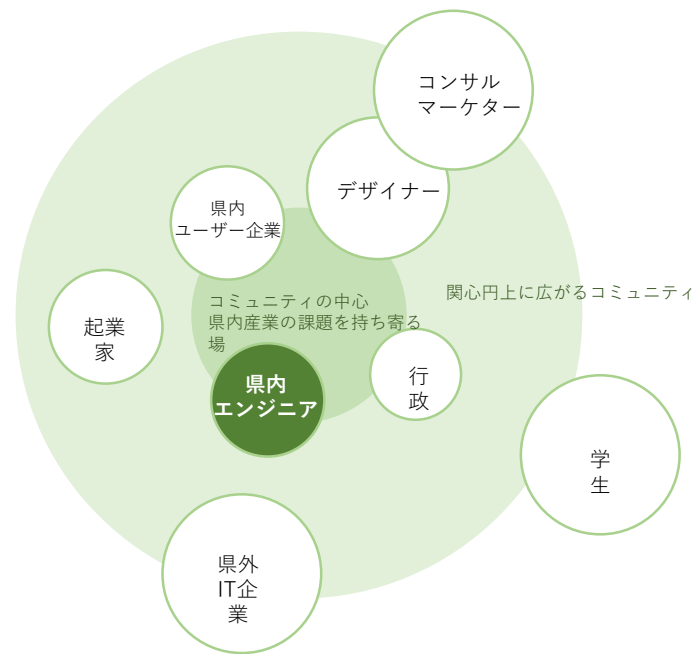 コンサル
マーケター
デザイナー
県内
ユーザー企業
関心円上に広がるコミュニティ
コミュニティの中心
県内産業の課題を持ち寄る
場
起業
家
行
政
県内
エンジニア
学
生
県外
IT企
業